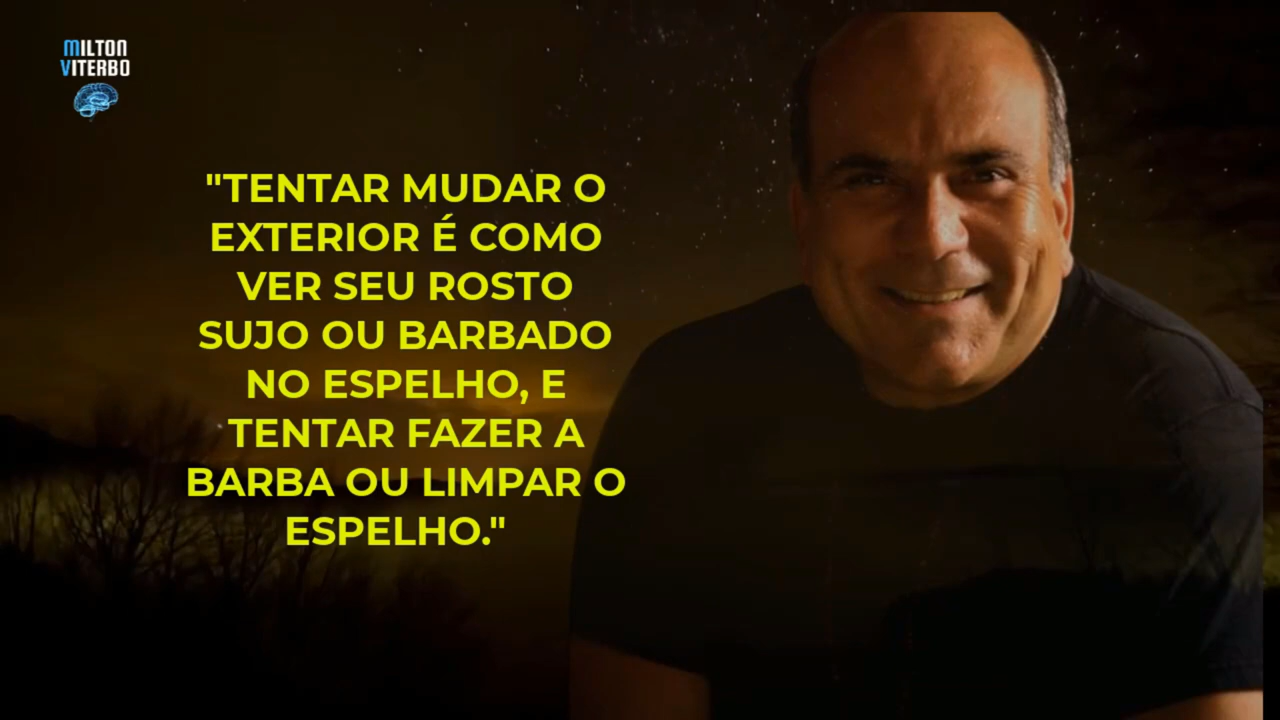 MILTON
VITERBO
"TENTAR MUDAR O
EXTERIOR É COMO
VER SEU ROSTO
SUJO OU BARBADO
NO ESPELHO, E
TENTAR FAZER A
BARBA OU LIMPAR O
ESPELHO."